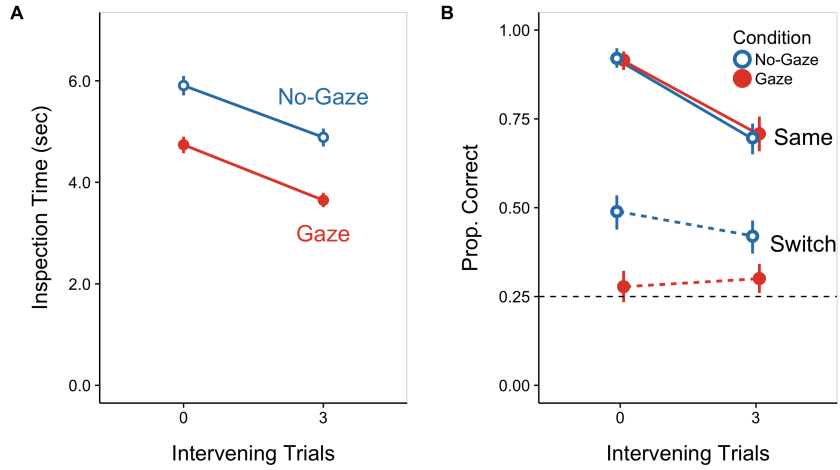 A
Inspection Time (sec)
6.0
4.0
2.0
0.0
No-Gaze
Gaze
0
3
Intervening Trials
B
Prop. Correct
1.00
0.75
0.50
0.25
0.00
Condition
No-Gaze
Gaze
Same
Switch
0
3
Intervening Trials